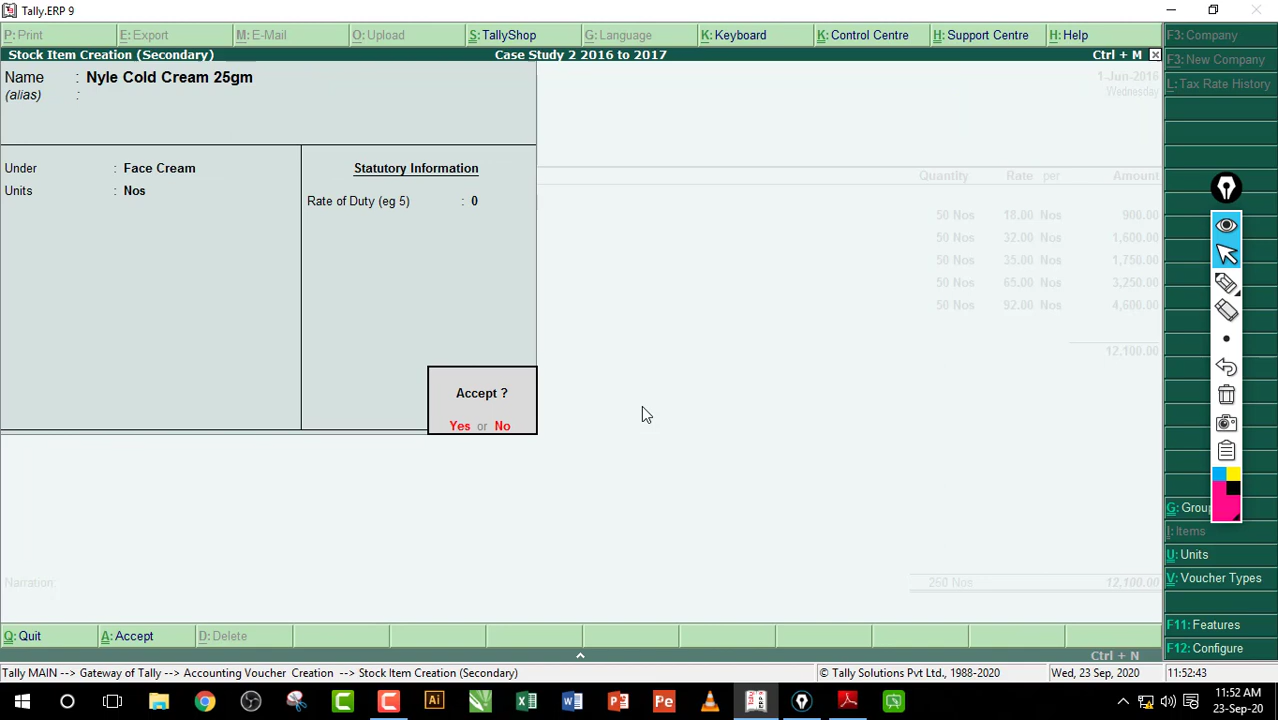 Tally.ERP 9
P: Print
E: Export
M: E-Mail
O: Upload
S: TallyShop
G: Language
K: Keyboard
K: Control Centre
H: Support Centre
H: Help
F3: Company
F3: New Company
L: Tax Rate History
Stock Item Creation (Secondary)
Case Study 2 2016 to 2017
Ctrl + M
Name : Nyle Cold Cream 25gm
(alias) :
1-Jun-2016
Wednesday
Under : Face Cream
Units : Nos
Statutory Information
Rate of Duty (eg 5) : 0
Quantity Rate per Amount
50 Nos 18.00 Nos 900.00
50 Nos 32.00 Nos 1,600.00
50 Nos 35.00 Nos 1,750.00
50 Nos 65.00 Nos 3,250.00
50 Nos 92.00 Nos 4,600.00
12,100.00
Accept ?
Yes or No
Narration:
250 Nos 12,100.00
G: Group
I: Items
U: Units
V: Voucher Types
F11: Features
F12: Configure
Q: Quit
A: Accept
D: Delete
Ctrl + N
Tally MAIN --> Gateway of Tally --> Accounting Voucher Creation --> Stock Item Creation (Secondary)
© Tally Solutions Pvt Ltd., 1988-2020
Wed, 23 Sep, 2020
11:52:43
11:52 AM
23-Sep-20